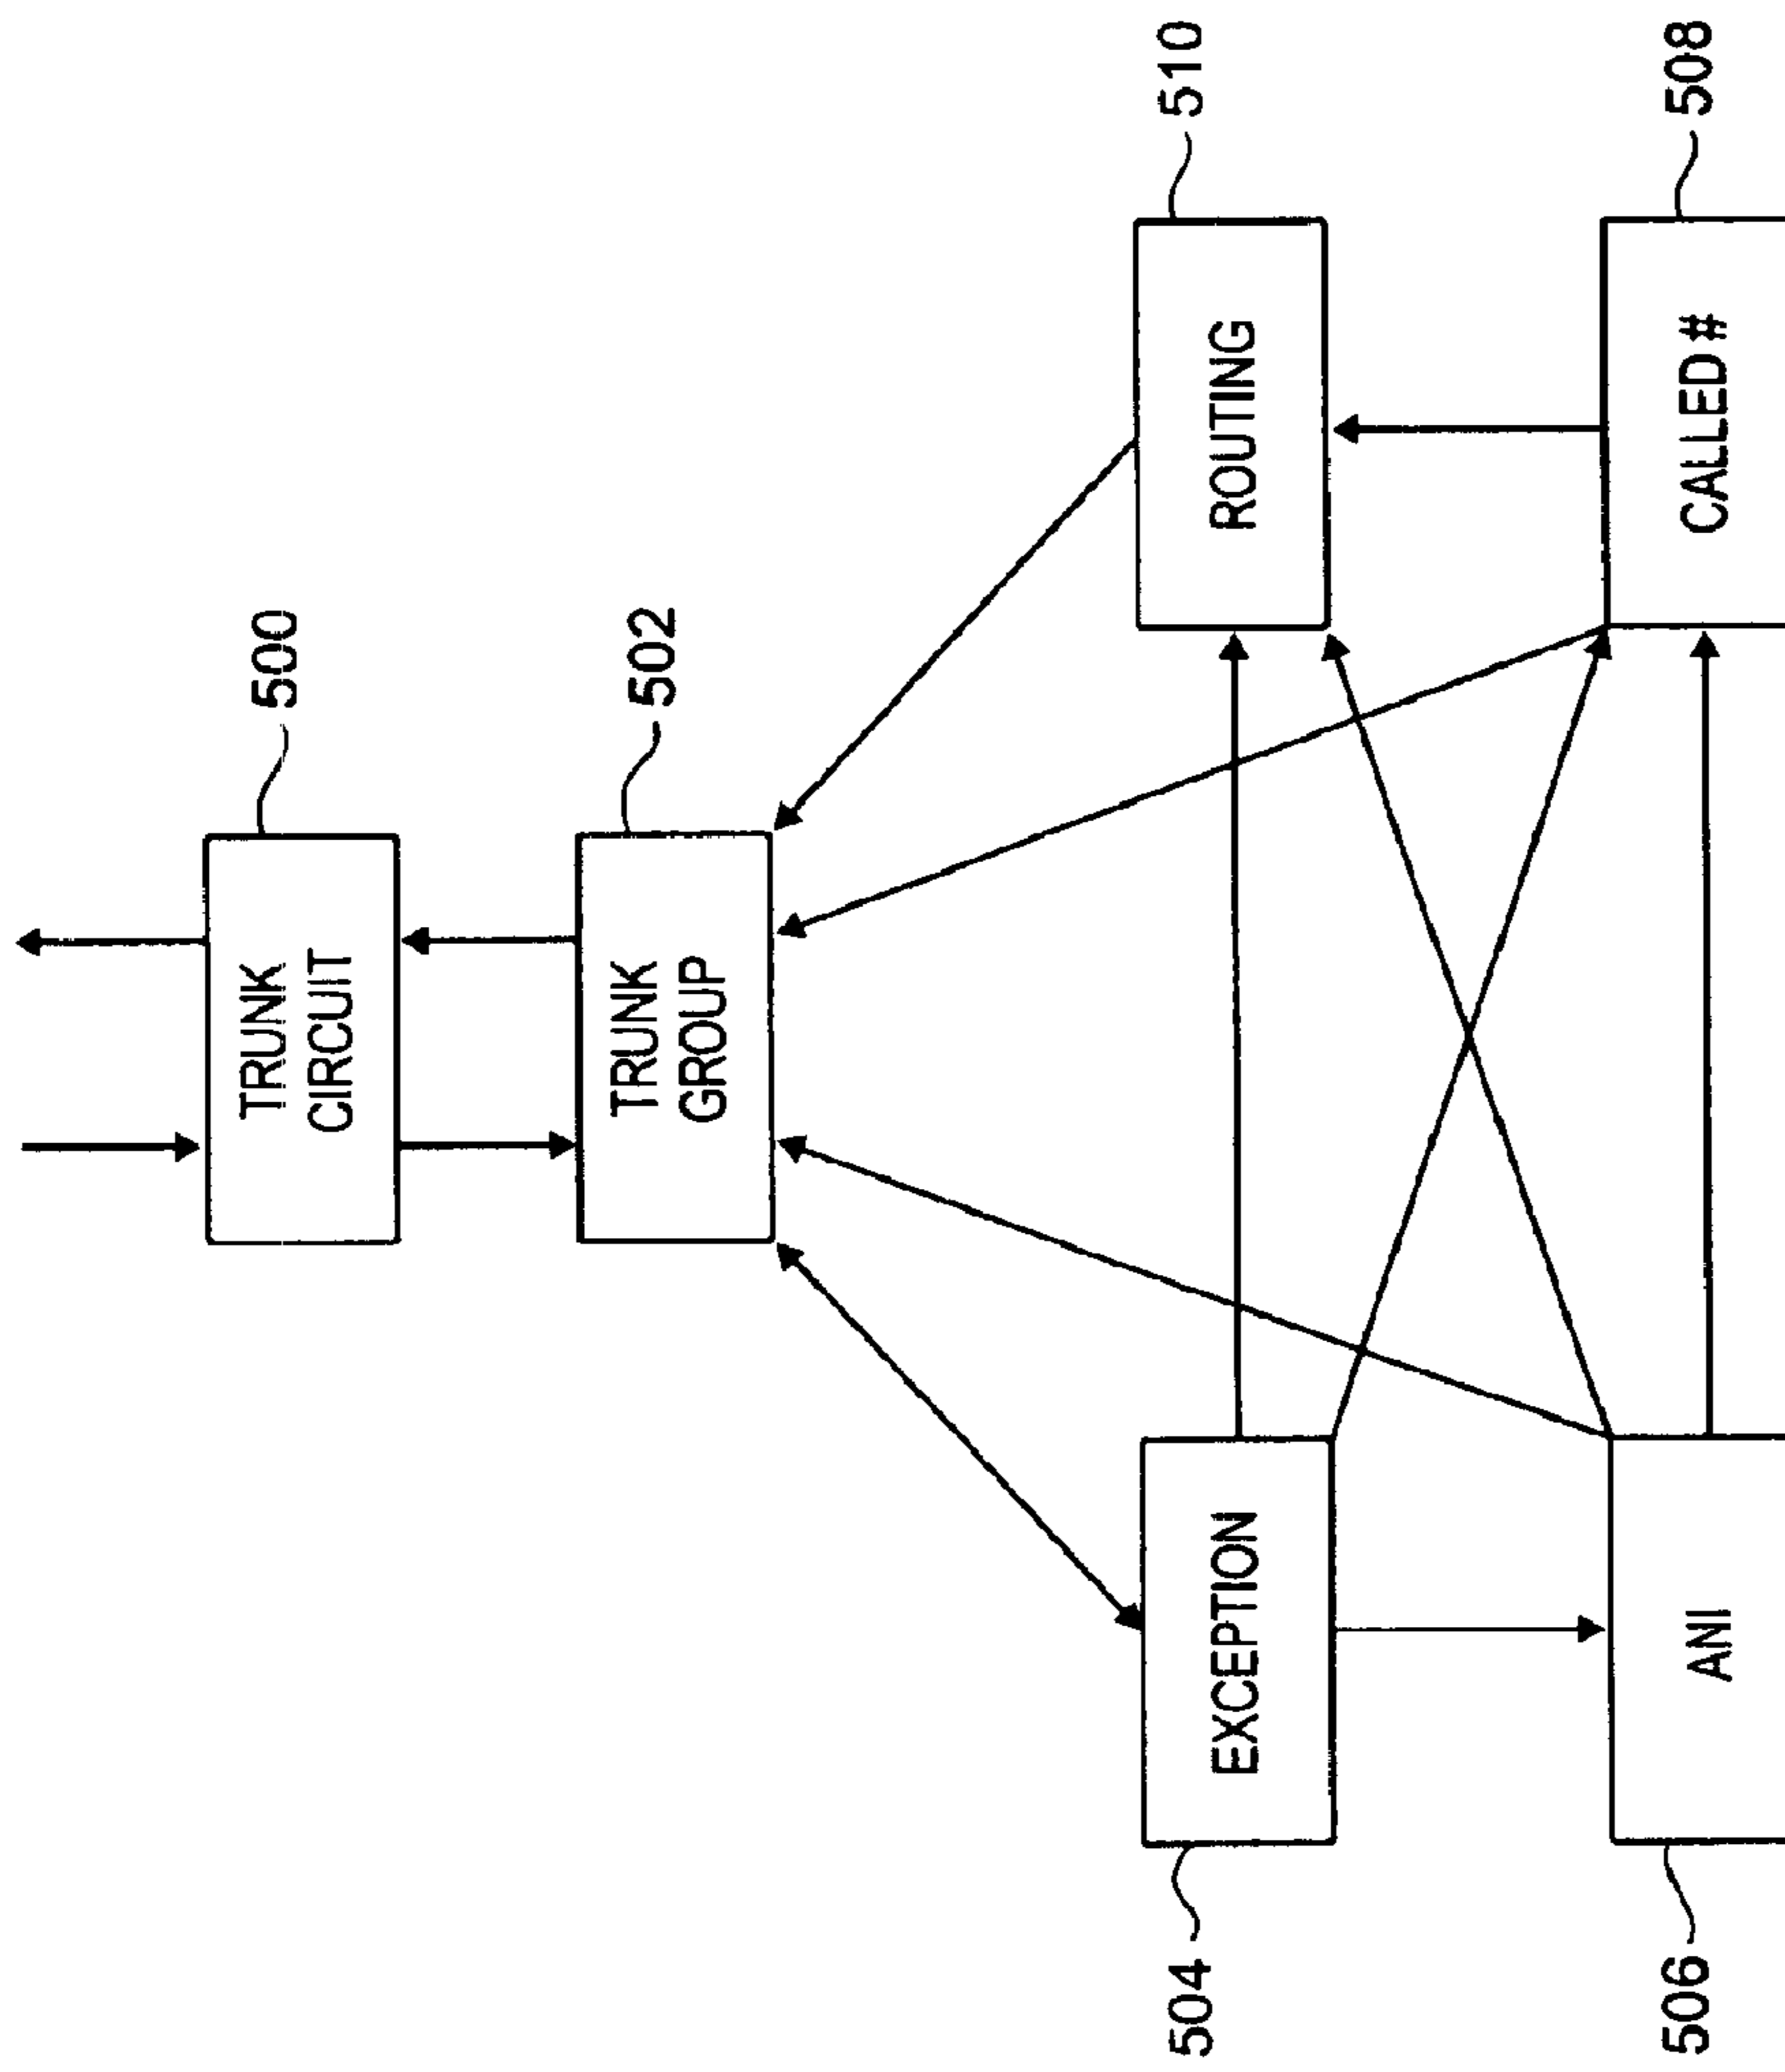 500
TRUNK
CIRCUIT
502
TRUNK
GROUP
504
EXCEPTION
ROUTING
510
506
ANI
CALLED #
508